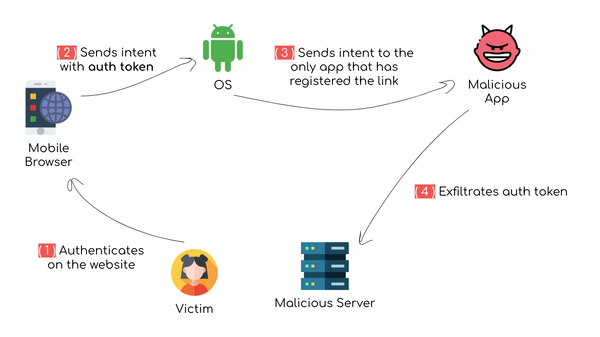 (2) Sends intent
with auth token
OS
(3) Sends intent to the
only app that has
registered the link
Malicious
App
Mobile
Browser
(4) Exfiltrates auth token
(1) Authenticates
on the website
Victim
Malicious Server